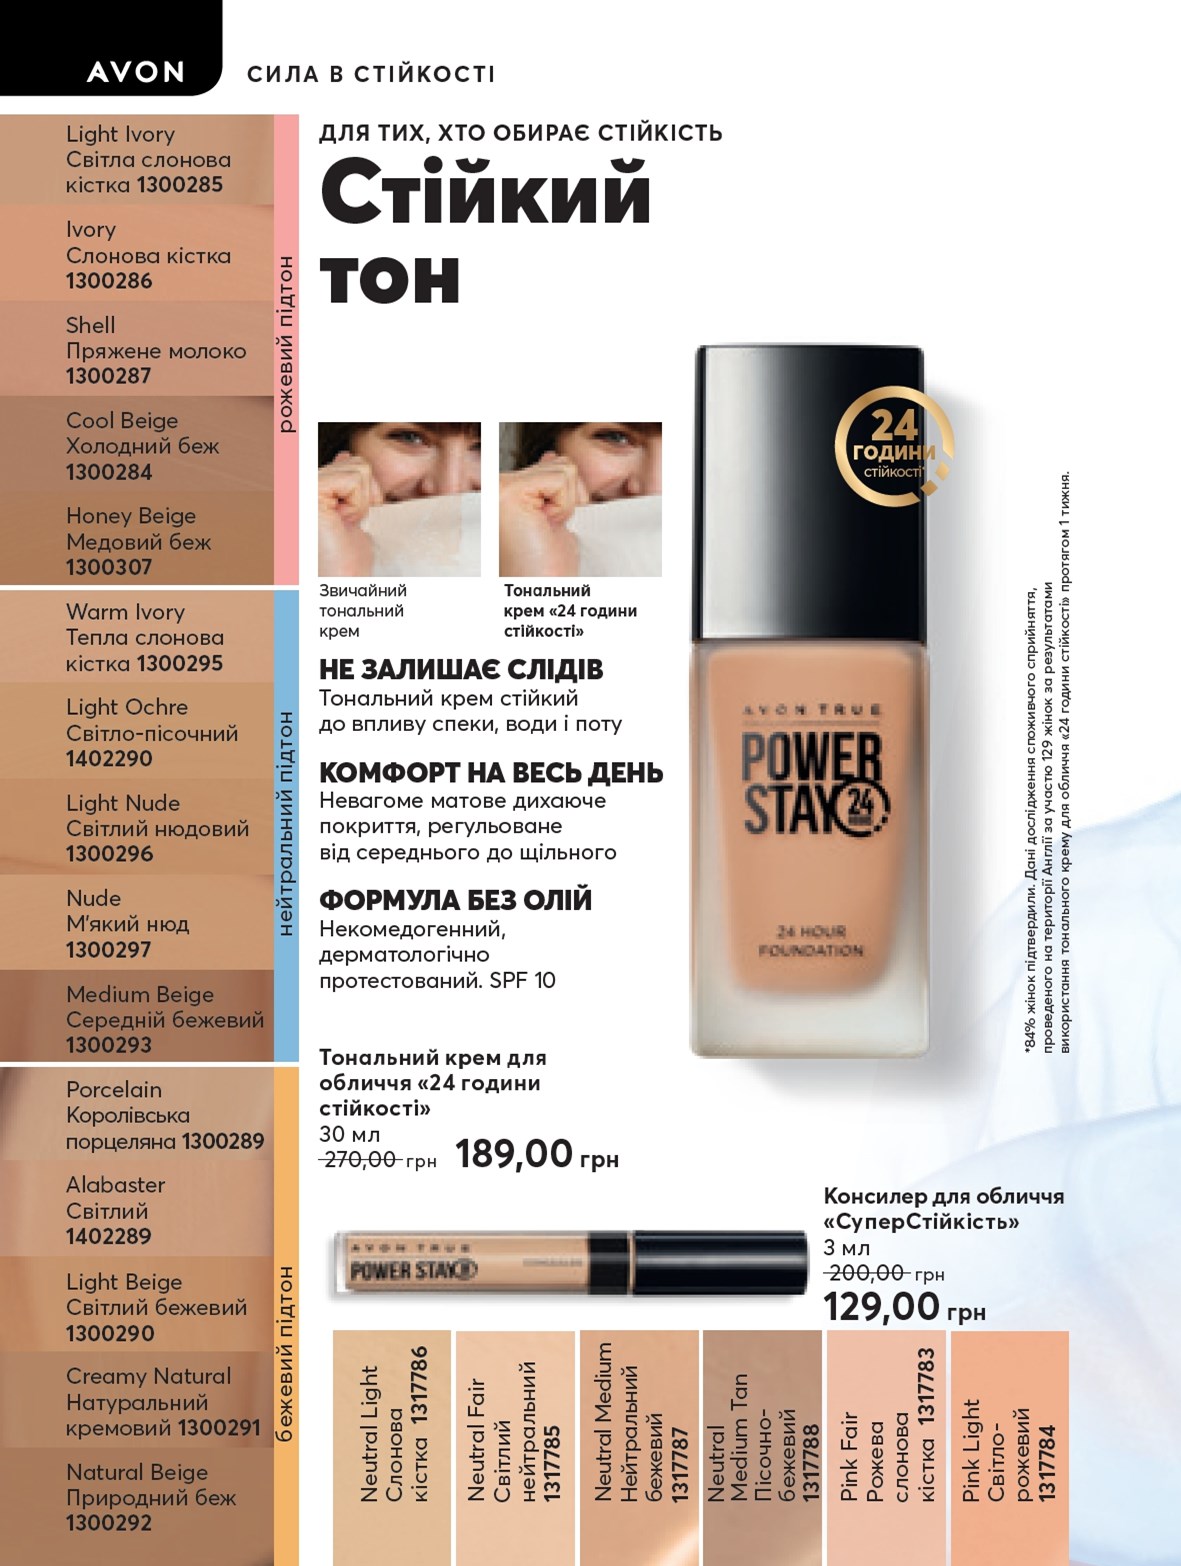 AVON
СИЛА В СТІЙКОСТІ
Light Ivory
Світла слонова
кістка 1300285
Ivory
Слонова кістка
1300286
Shell
Пряжене молоко
1300287
Cool Beige
Холодний беж
1300284
Honey Beige
Медовий беж
1300307
рожевий підтон
Warm Ivory
Тепла слонова
кістка 1300295
Light Ochre
Світло-пісочний
1402290
Light Nude
Світлий нюдовий
1300296
Nude
М'який нюд
1300297
Medium Beige
Середній бежевий
1300293
нейтральний підтон
Porcelain
Королівська
порцеляна 1300289
Alabaster
Світлий
1402289
Light Beige
Світлий бежевий
1300290
Creamy Natural
Натуральний
кремовий 1300291
Natural Beige
Природний беж
1300292
бежевий підтон
ДЛЯ ТИХ, ХТО ОБИРАЄ СТІЙКІСТЬ
Стійкий
тон
Звичайний
тональний
крем
Тональний
крем «24 години
стійкості»
НЕ ЗАЛИШАЄ СЛІДІВ
Тональний крем стійкий
до впливу спеки, води і поту
КОМФОРТ НА ВЕСЬ ДЕНЬ
Невагоме матове дихаюче
покриття, регульоване
від середнього до щільного
ФОРМУЛА БЕЗ ОЛІЙ
Некомедогенний,
дерматологічно
протестований. SPF 10
Тональний крем для
обличчя «24 години
стійкості»
30 мл
270,00 грн 189,00 грн
24
ГОДИНИ
СТІЙКОСТІ*
AVON TRUE
POWER
STAY 24
24 HOUR
FOUNDATION
*84% жінок підтвердили. Дані дослідження споживчого сприйняття,
проведеного на території Англії за участю 129 жінок за результатами
використання тонального крему для обличчя «24 години стійкості» протягом 1 тижня.
AVON TRUE
POWER STAY
CONCEALER
Консилер для обличчя
«СуперСтійкість»
3 мл
200,00 грн
129,00 грн
Neutral Light
Слонова
кістка 1317786
Neutral Fair
Світлий
нейтральний
1317785
Neutral Medium
Нейтральний
бежевий
1317787
Neutral
Medium Tan
Пісочно-
бежевий
1317788
Pink Fair
Рожева
слонова
кістка 1317783
Pink Light
Світло-
рожевий
1317784